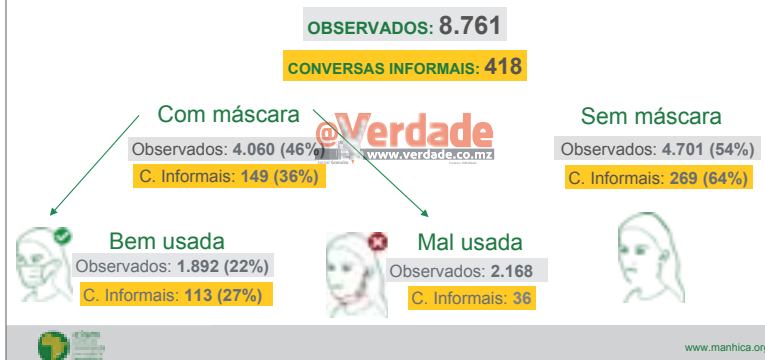 OBSERVADOS: 8.761
CONVERSAS INFORMAIS: 418
Com máscara
Observados: 4.060 (46%)
C. Informais: 149 (36%)
@Verdade
www.verdade.co.mz
Sem máscara
Observados: 4.701 (54%)
C. Informais: 269 (64%)
Bem usada
Observados: 1.892 (22%)
C. Informais: 113 (27%)
Mal usada
Observados: 2.168
C. Informais: 36
www.manhica.org